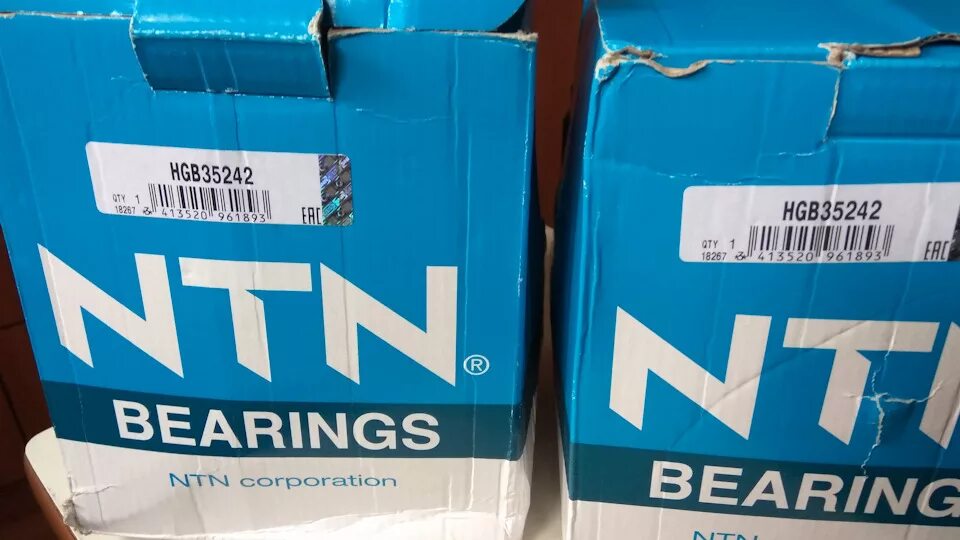 HGB35242
QTY 1
18267
413520 961893
EAC
NTN®
BEARINGS
NTN corporation
HGB35242
QTY 1
18267
413520 961893
EAC
NTN
BEARING
NTN